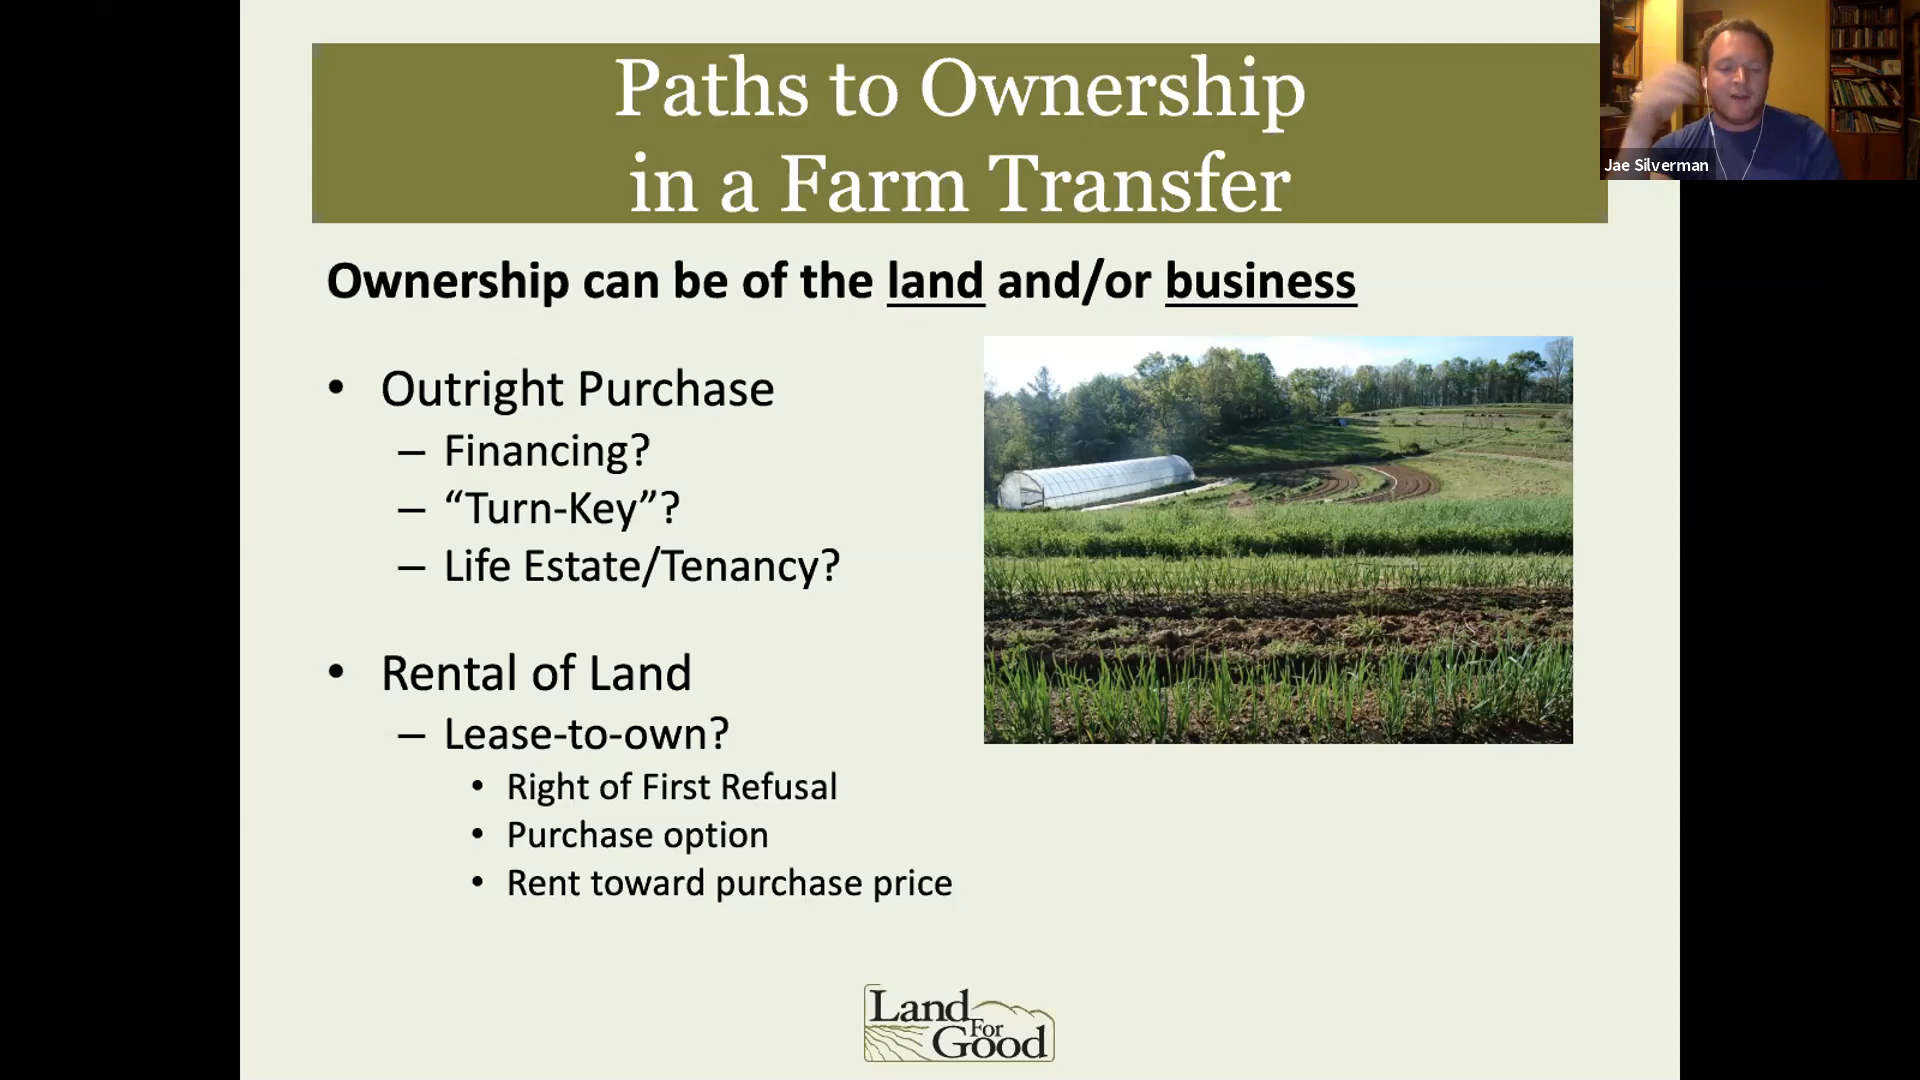 Paths to Ownership
in a Farm Transfer
Jae Silverman
Ownership can be of the land and/or business
• Outright Purchase
– Financing?
– “Turn-Key”?
– Life Estate/Tenancy?
• Rental of Land
– Lease-to-own?
• Right of First Refusal
• Purchase option
• Rent toward purchase price
Land
For
Good